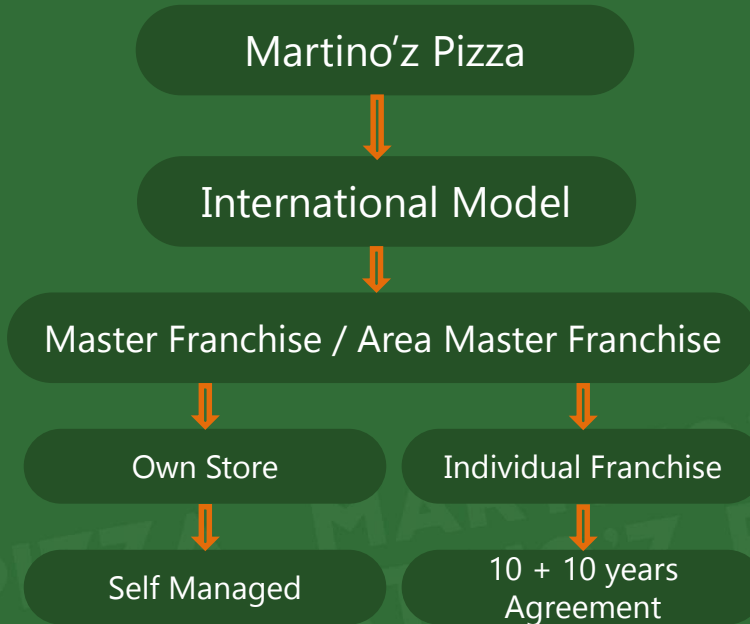 Martino’z Pizza
International Model
Master Franchise / Area Master Franchise
Own Store
Individual Franchise
Self Managed
10 + 10 years
Agreement
PIZZA